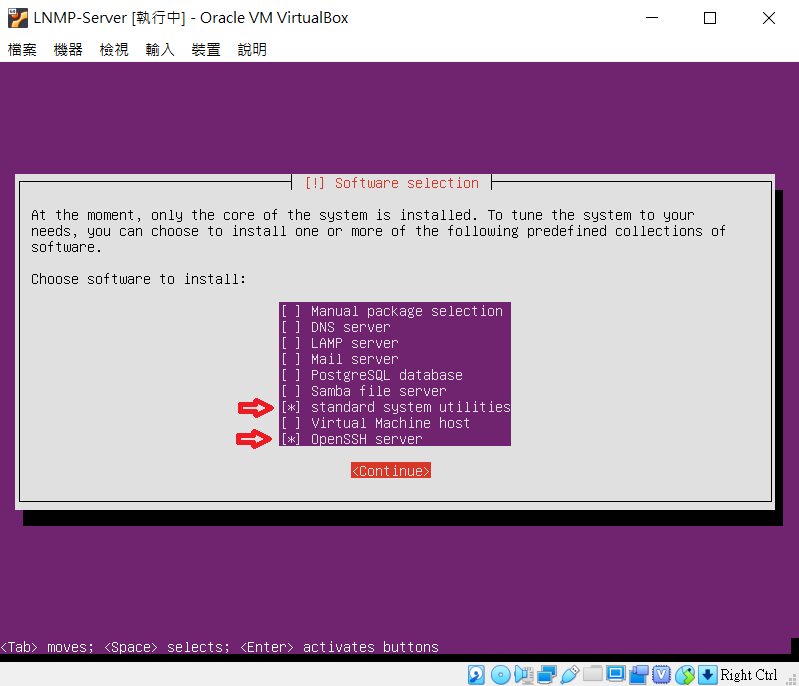 LNMP-Server [執行中] - Oracle VM VirtualBox
檔案 機器 檢視 輸入 裝置 說明
[!] Software selection
At the moment, only the core of the system is installed. To tune the system to your
needs, you can choose to install one or more of the following predefined collections of
software.
Choose software to install:
[ ] Manual package selection
[ ] DNS server
[ ] LAMP server
[ ] Mail server
[ ] PostgreSQL database
[ ] Samba file server
[*] standard system utilities
[ ] Virtual Machine host
[*] OpenSSH server
<Continue>
<Tab> moves; <Space> selects; <Enter> activates buttons
Right Ctrl